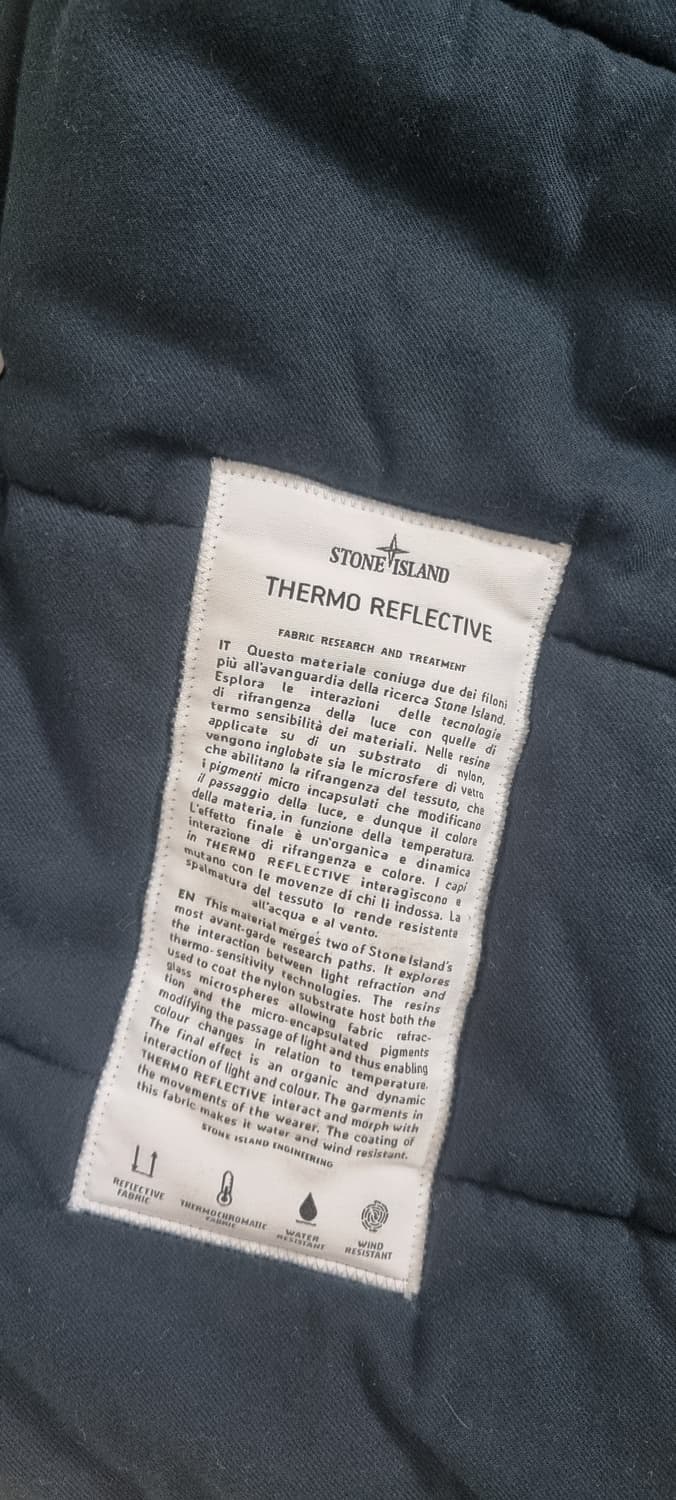 STONE ISLAND
THERMO REFLECTIVE
FABRIC RESEARCH AND TREATMENT
IT Questo materiale coniuga due dei filoni
più all'avanguardia della ricerca Stone Island.
Esplora le interazioni delle tecnologie
di rifrangenza della luce con quelle di
termo sensibilità dei materiali. Nelle resine
applicate su di un substrato di nylon,
vengono inglobate sia le microsfere di vetro
che abilitano la rifrangenza del tessuto, che
i pigmenti micro incapsulati che modificano
il passaggio della luce, e dunque il colore
della materia, in funzione della temperatura.
L'effetto finale è un'organica e dinamica
interazione di rifrangenza e colore. I capi
in THERMO REFLECTIVE interagiscono e
mutano con le movenze di chi li indossa. La
spalmatura del tessuto lo rende resistente
all'acqua e al vento.
EN This material merges two of Stone Island's
most avant-garde research paths. It explores
the interaction between light refraction and
thermo-sensitivity technologies. The resins
used to coat the nylon substrate host both the
glass microspheres allowing fabric refrac-
tion and the micro-encapsulated pigments
modifying the passage of light and thus enabling
colour changes in relation to temperature.
The final effect is an organic and dynamic
interaction of light and colour. The garments in
THERMO REFLECTIVE interact and morph with
the movements of the wearer. The coating of
this fabric makes it water and wind resistant.
STONE ISLAND ENGINEERING
REFLECTIVE
FABRIC
THERMOCHROMATIC
FABRIC
WATER
RESISTANT
WIND
RESISTANT